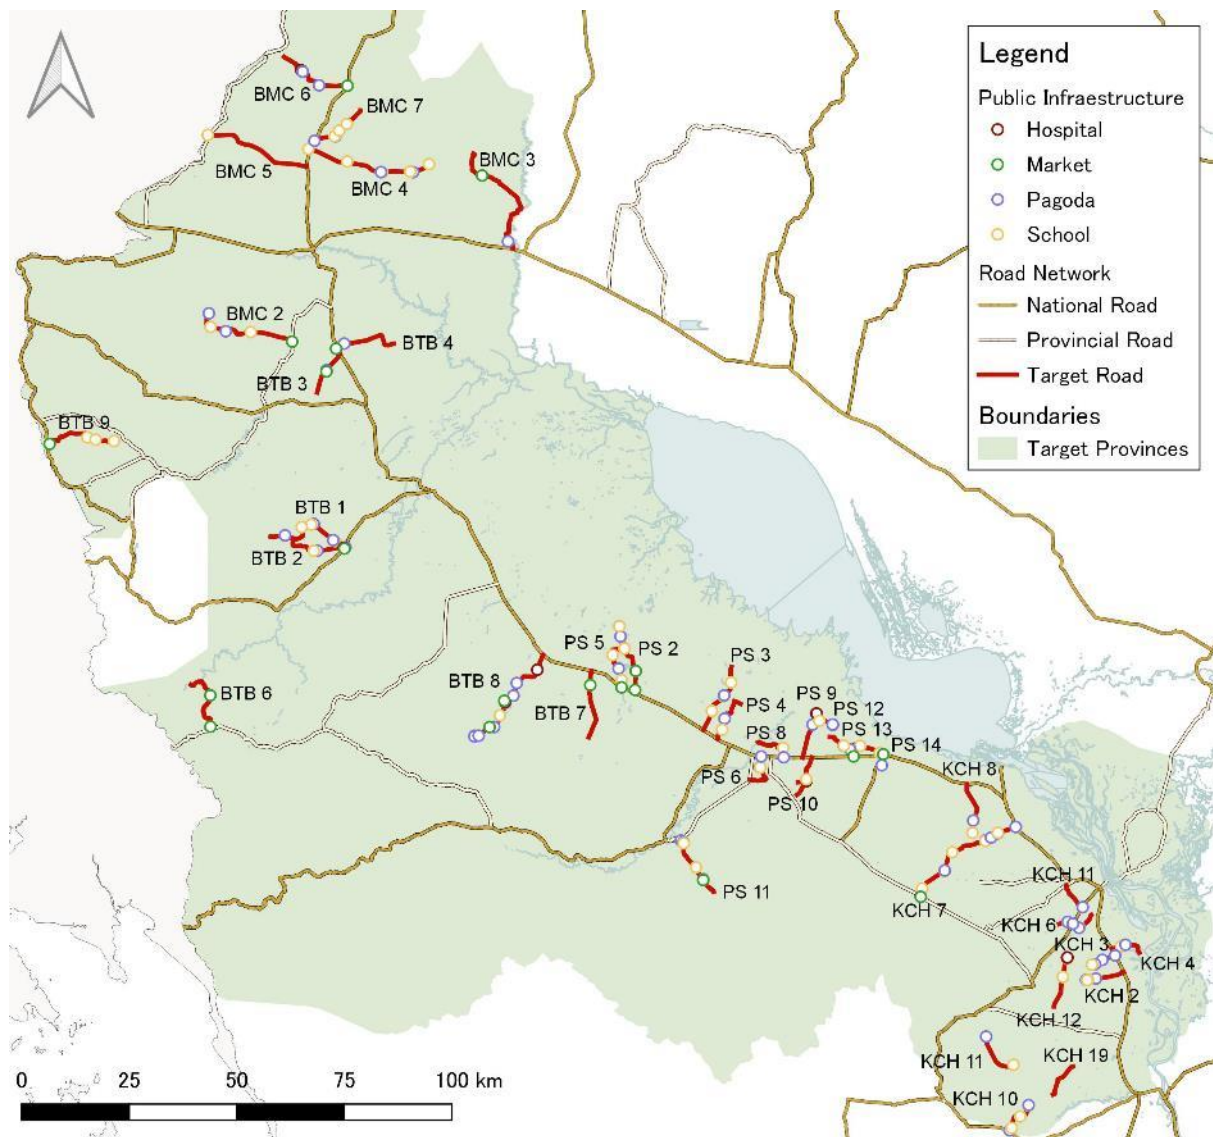 Legend
Public Infraestructure
Hospital
Market
Pagoda
School
Road Network
National Road
Provincial Road
Target Road
Boundaries
Target Provinces
BMC 6
BMC 7
BMC 5
BMC 4
BMC 3
BMC 2
BTB 4
BTB 3
BTB 9
BTB 1
BTB 2
PS 5
PS 2
PS 3
BTB 8
BTB 6
BTB 7
PS 4
PS 9
PS 12
PS 8
PS 13
PS 14
PS 6
PS 10
KCH 8
PS 11
KCH 7
KCH 11
KCH 6
KCH 3
KCH 4
KCH 2
KCH 12
KCH 11
KCH 19
KCH 10
0 25 50 75 100 km